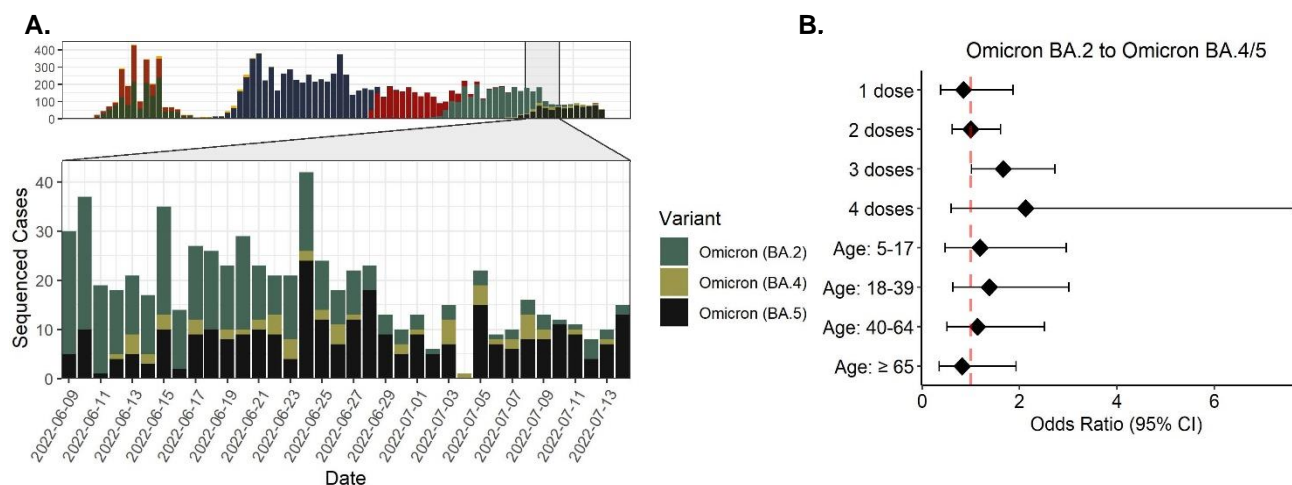 A.
400
300
200
100
0
Sequenced Cases
40
30
20
10
0
2022-06-09
2022-06-11
2022-06-13
2022-06-15
2022-06-17
2022-06-19
2022-06-21
2022-06-23
2022-06-25
2022-06-27
2022-06-29
2022-07-01
2022-07-03
2022-07-05
2022-07-07
2022-07-09
2022-07-11
2022-07-13
Date
Variant
Omicron (BA.2)
Omicron (BA.4)
Omicron (BA.5)
B.
Omicron BA.2 to Omicron BA.4/5
1 dose
2 doses
3 doses
4 doses
Age: 5-17
Age: 18-39
Age: 40-64
Age: ≥ 65
0 2 4 6
Odds Ratio (95% CI)